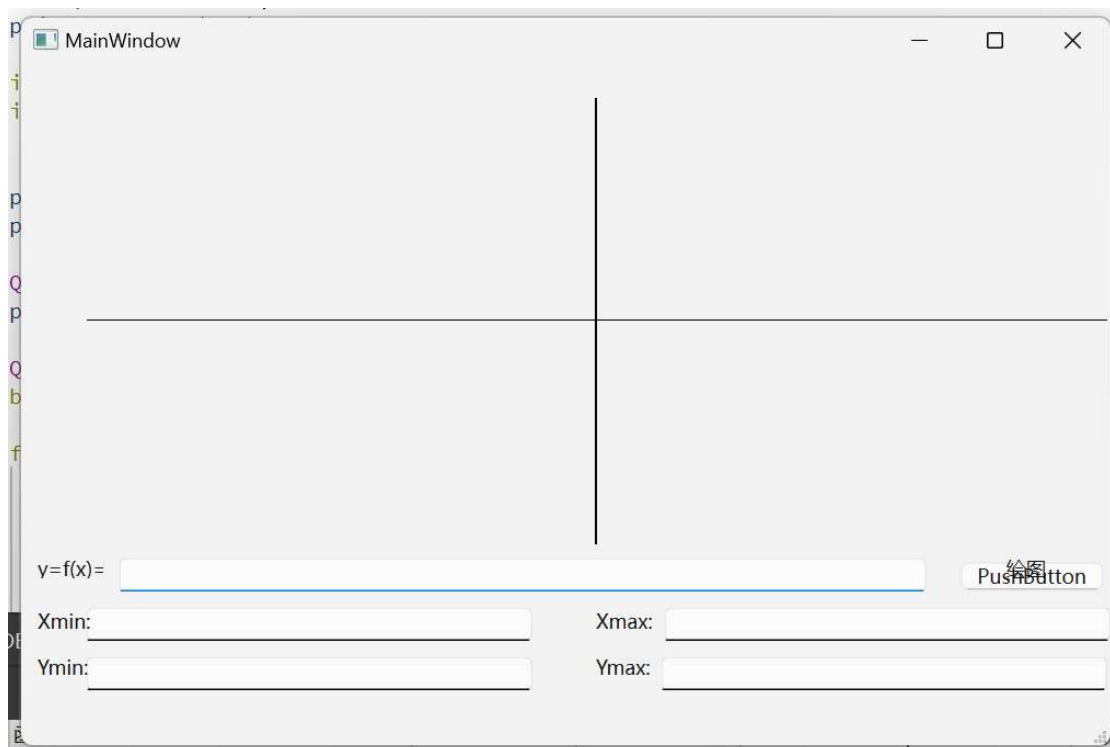 MainWindow
y=f(x)=
绘图
PushButton
Xmin:
Xmax:
Ymin:
Ymax: